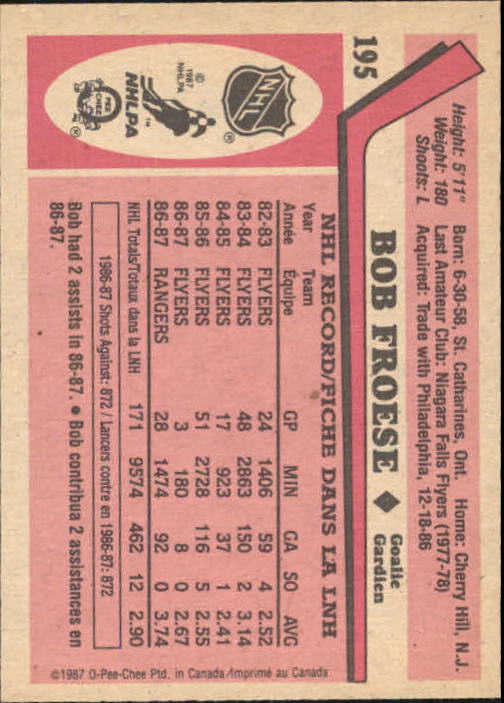 195
Height: 5'11"
Weight: 180
Shoots: L
Born: 6-30-58, St. Catharines, Ont. Home: Cherry Hill, N.J.
Last Amateur Club: Niagara Falls Flyers (1977-78)
Acquired: Trade with Philadelphia, 12-18-86
BOB FROESE ◆ Goalie
Gardien
NHL RECORD/FICHE DANS LA LNH
Year Team GP MIN GA SO AVG
Année Équipe
82-83 FLYERS 24 1406 59 4 2.52
83-84 FLYERS 48 2863 150 2 3.14
84-85 FLYERS 17 923 37 1 2.41
85-86 FLYERS 51 2728 116 5 2.55
86-87 FLYERS 3 180 8 0 2.67
86-87 RANGERS 28 1474 92 0 3.74
NHL Totals/Totaux dans la LNH 171 9574 462 12 2.90
1986-87 Shots Against: 872 / Lancers contre en 1986-87: 872
Bob had 2 assists in 86-87. • Bob contribua 2 assistances en
86-87.
NHL ®
© 1987
NHLPA
NHLPA ™
O PEE CHEE ®
©1987 O-Pee-Chee Ptd. in Canada/Imprimé au Canada